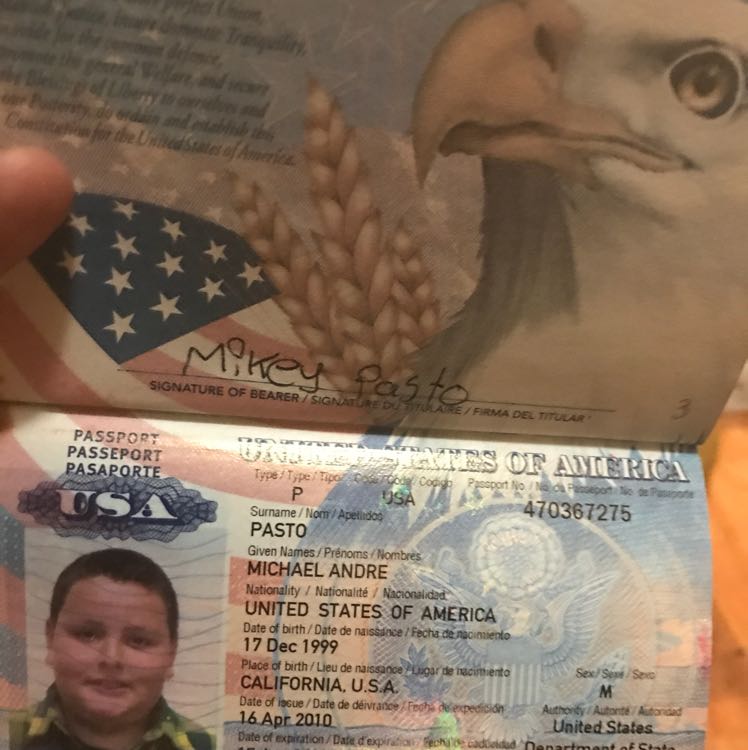 perfect Union,
insure domestic Tranquility,
provide for the common defence,
promote the general Welfare, and secure
the Blessings of Liberty to ourselves and
our Posterity, do ordain and establish this
Constitution for the United States of America.
Mikey Pasto
SIGNATURE OF BEARER / SIGNATURE DU TITULAIRE / FIRMA DEL TITULAR
3
PASSPORT
PASSEPORT
PASAPORTE
UNITED STATES OF AMERICA
USA
Type / Type / Tipo Code / Code / Codigo Passport No. / No. du Passeport / No. de Pasaporte
P USA 470367275
Surname / Nom / Apellidos
PASTO
Given Names / Prénoms / Nombres
MICHAEL ANDRE
Nationality / Nationalité / Nacionalidad
UNITED STATES OF AMERICA
Date of birth / Date de naissance / Fecha de nacimiento
17 Dec 1999
Place of birth / Lieu de naissance / Lugar de nacimiento Sex / Sexe / Sexo
CALIFORNIA, U.S.A. M
Date of issue / Date de délivrance / Fecha de expedición Authority / Autorité / Autoridad
16 Apr 2010 United States
Date of expiration / Date d'expiration / Fecha de caducidad Department of State